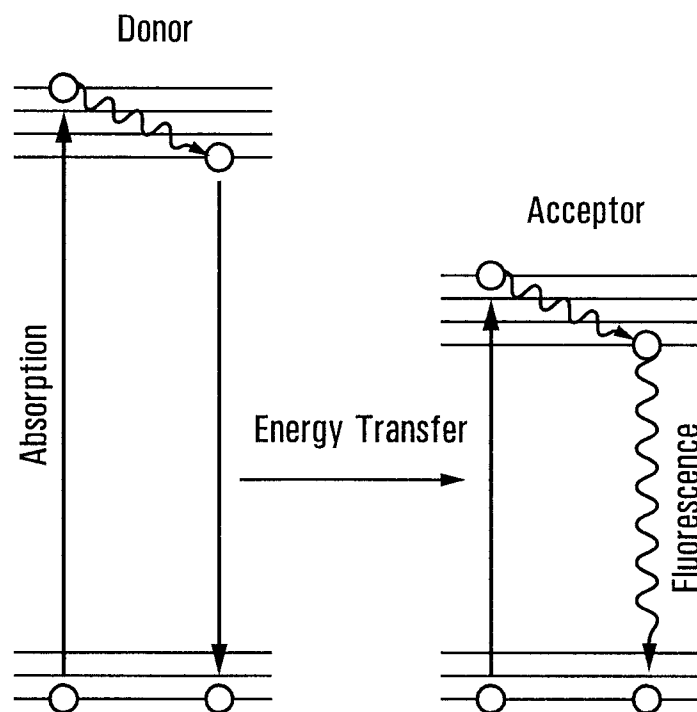 Donor
Acceptor
Absorption
Energy Transfer
Fluorescence